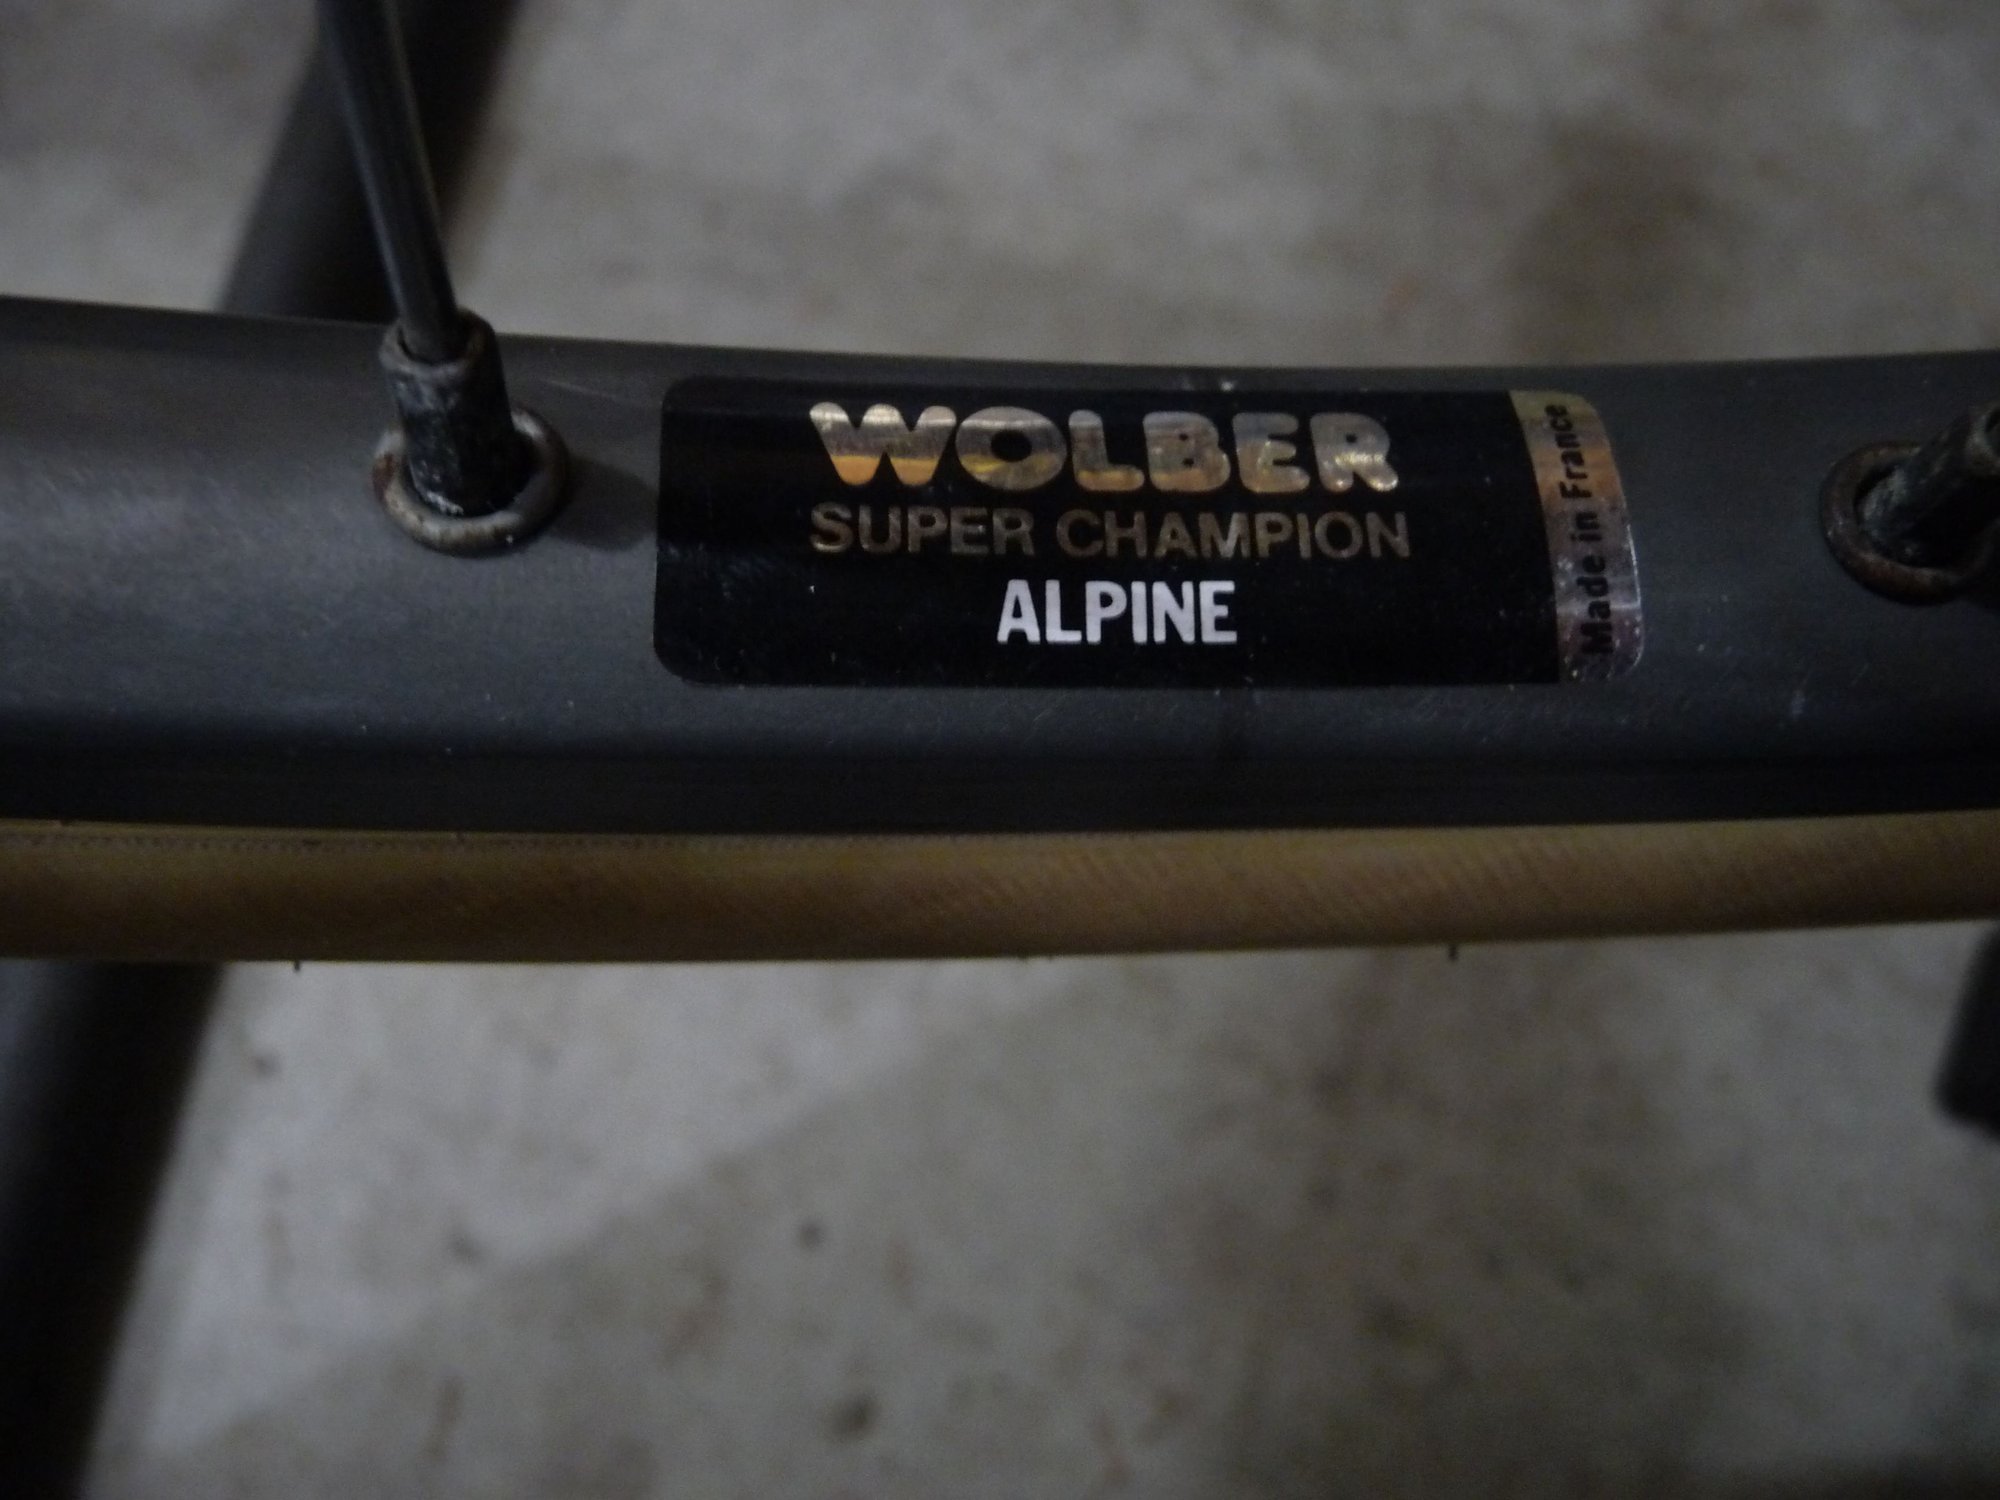 WOLBER
SUPER CHAMPION
ALPINE
Made in France